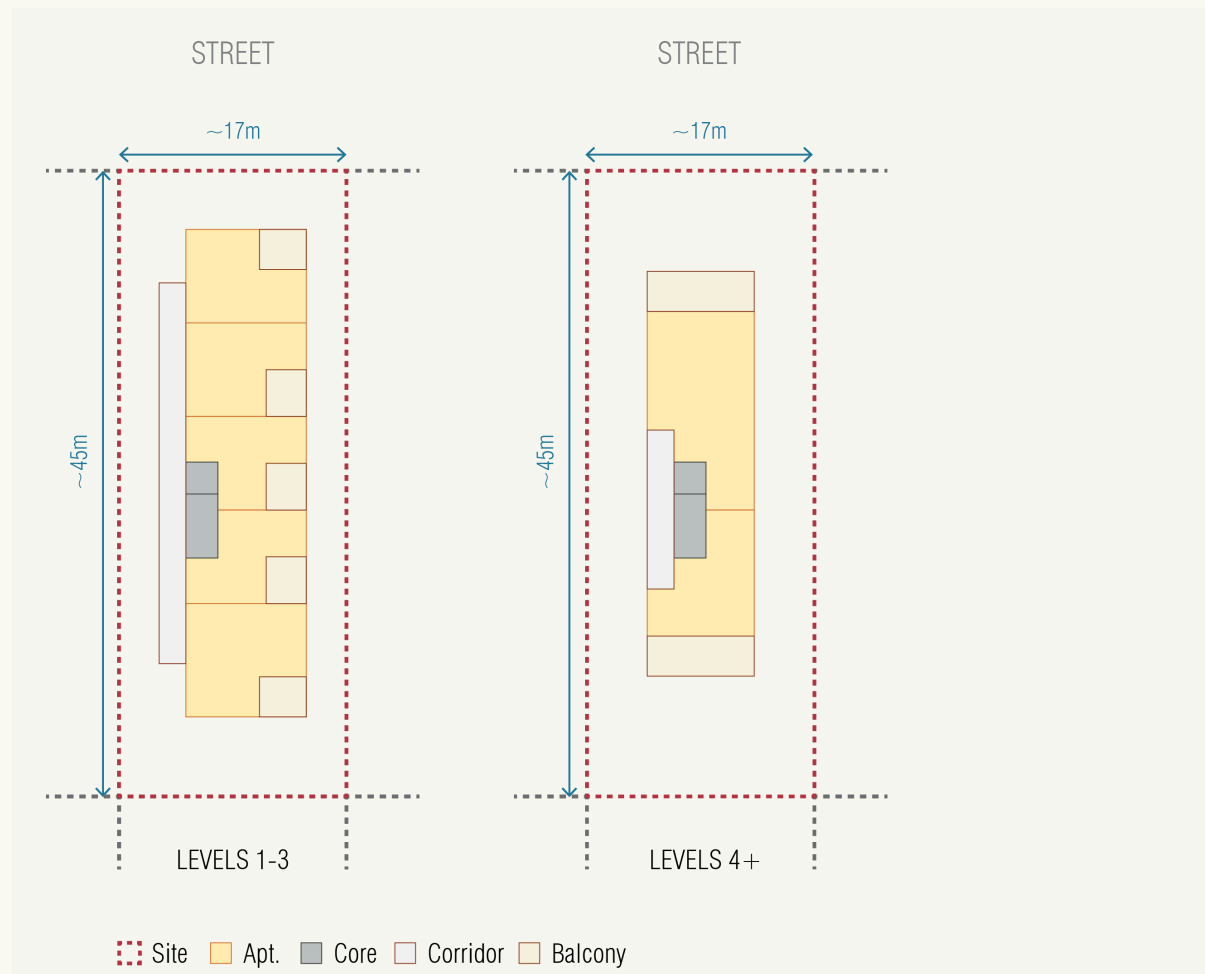 STREET STREET
~17m ~17m
~45m ~45m
LEVELS 1-3 LEVELS 4+
Site Apt. Core Corridor Balcony